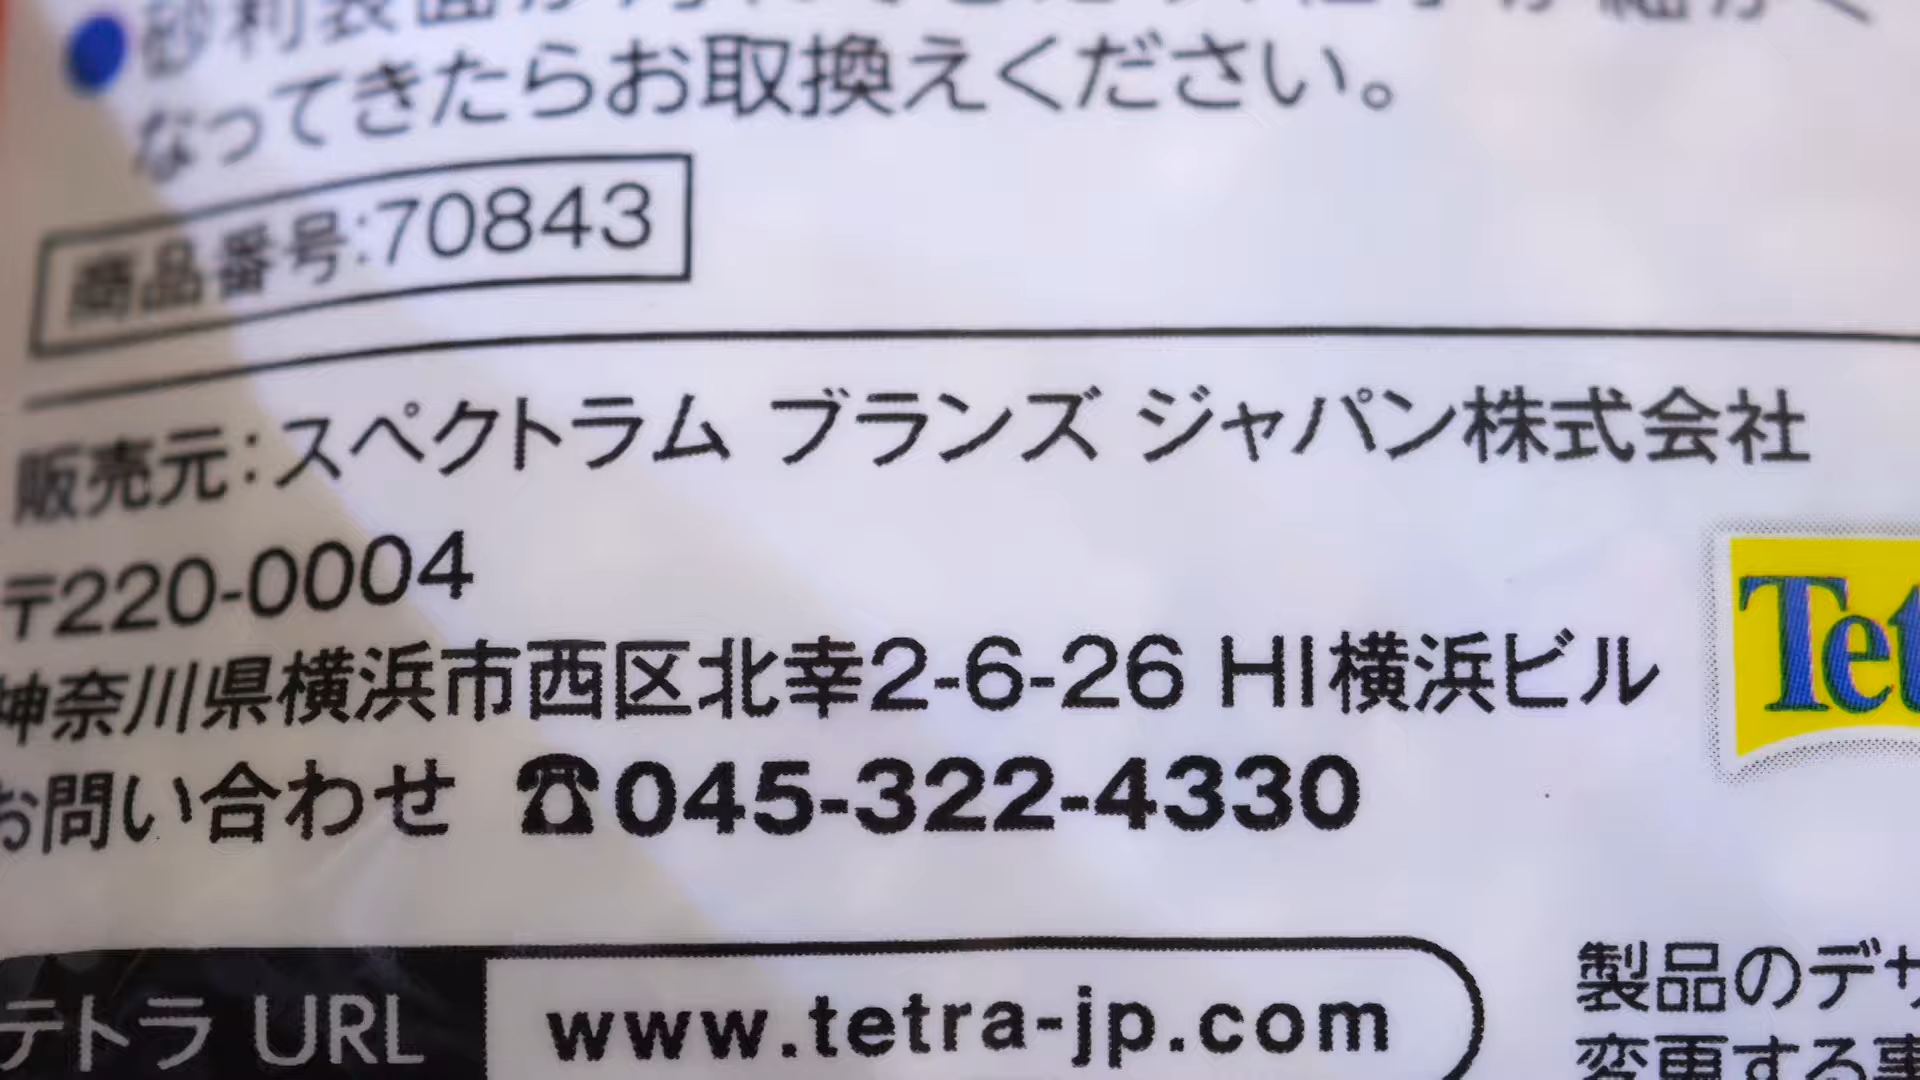 なってきたらお取換えください。
商品番号:70843
販売元:スペクトラム ブランズ ジャパン株式会社
〒220-0004
神奈川県横浜市西区北幸2-6-26 HI横浜ビル
Tet
お問い合わせ ☎045-322-4330
テトラ URL www.tetra-jp.com
製品のデザ
変更する事